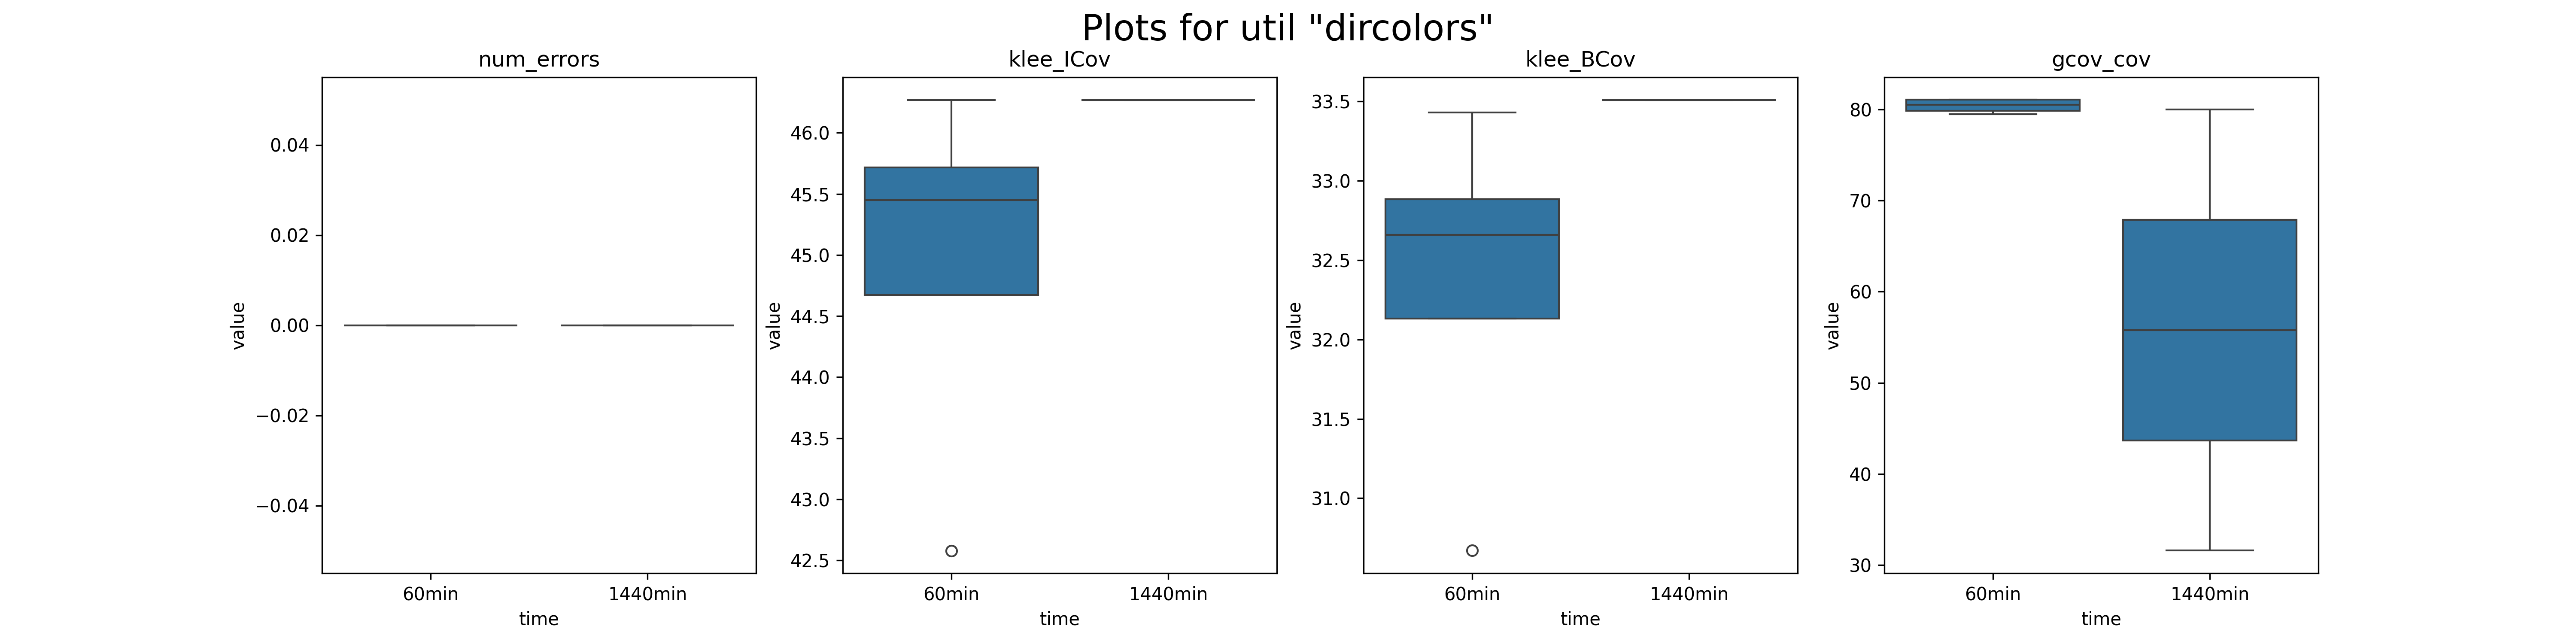 Plots for util "dircolors"
num_errors
value
0.04
0.02
0.00
−0.02
−0.04
60min
1440min
time
klee_ICov
value
46.0
45.5
45.0
44.5
44.0
43.5
43.0
42.5
60min
1440min
time
klee_BCov
value
33.5
33.0
32.5
32.0
31.5
31.0
60min
1440min
time
gcov_cov
value
80
70
60
50
40
30
60min
1440min
time